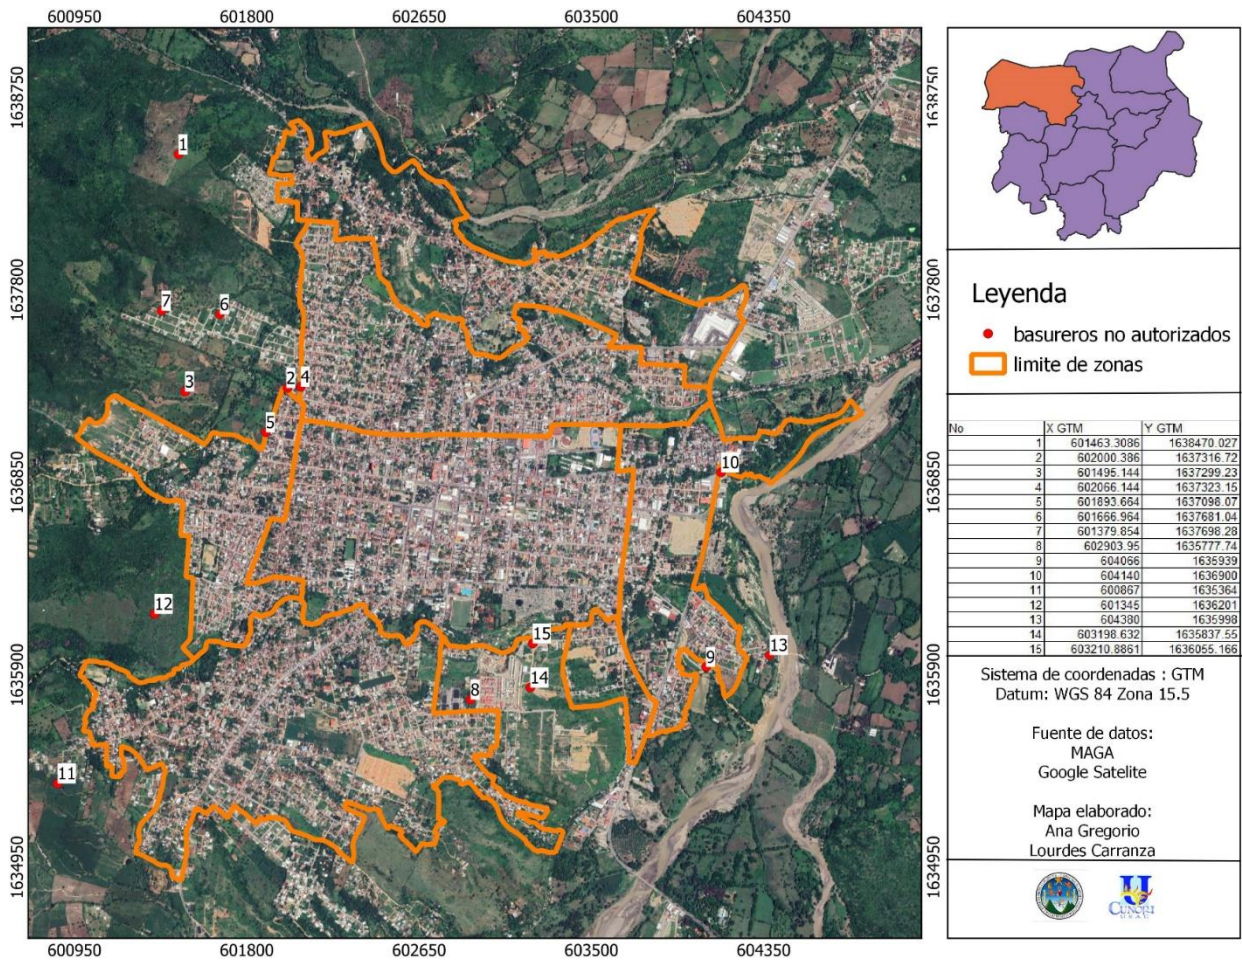 600950 601800 602650 603500 604350
1638750
1637800
1636850
1635900
1634950
1
7
6
3
2
4
5
10
12
15
13
9
14
8
11
1638750
1637800
1636850
1635900
1634950
600950 601800 602650 603500 604350
Leyenda
basureros no autorizados
limite de zonas
No X GTM Y GTM
1 601463.3086 1638470.027
2 602000.386 1637316.72
3 601495.144 1637299.23
4 602066.144 1637323.15
5 601893.664 1637098.07
6 601666.964 1637681.04
7 601379.854 1637698.28
8 602903.95 1635777.74
9 604066 1635939
10 604140 1636900
11 600867 1635364
12 601345 1636201
13 604380 1635998
14 603198.632 1635837.55
15 603210.8861 1636055.166
Sistema de coordenadas : GTM
Datum: WGS 84 Zona 15.5
Fuente de datos:
MAGA
Google Satelite
Mapa elaborado:
Ana Gregorio
Lourdes Carranza
CUNORI
USAC